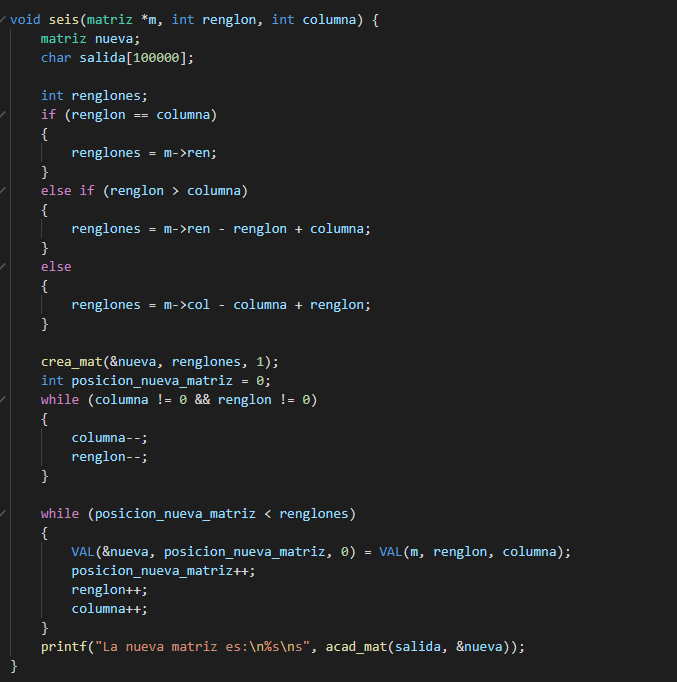 void seis(matriz *m, int renglon, int columna) {
    matriz nueva;
    char salida[100000];

    int renglones;
    if (renglon == columna)
    {
        renglones = m->ren;
    }
    else if (renglon > columna)
    {
        renglones = m->ren - renglon + columna;
    }
    else
    {
        renglones = m->col - columna + renglon;
    }

    crea_mat(&nueva, renglones, 1);
    int posicion_nueva_matriz = 0;
    while (columna != 0 && renglon != 0)
    {
        columna--;
        renglon--;
    }

    while (posicion_nueva_matriz < renglones)
    {
        VAL(&nueva, posicion_nueva_matriz, 0) = VAL(m, renglon, columna);
        posicion_nueva_matriz++;
        renglon++;
        columna++;
    }
    printf("La nueva matriz es:\n%s\ns", acad_mat(salida, &nueva));
}